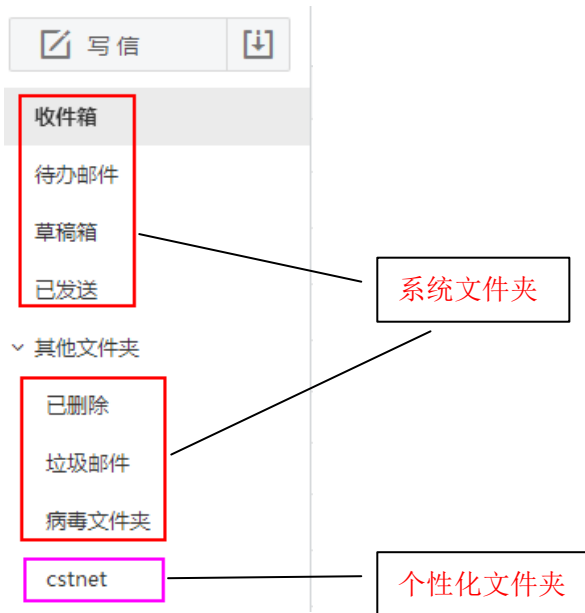 写信
收件箱
待办邮件
草稿箱
已发送
系统文件夹
其他文件夹
已删除
垃圾邮件
病毒文件夹
cstnet
个性化文件夹